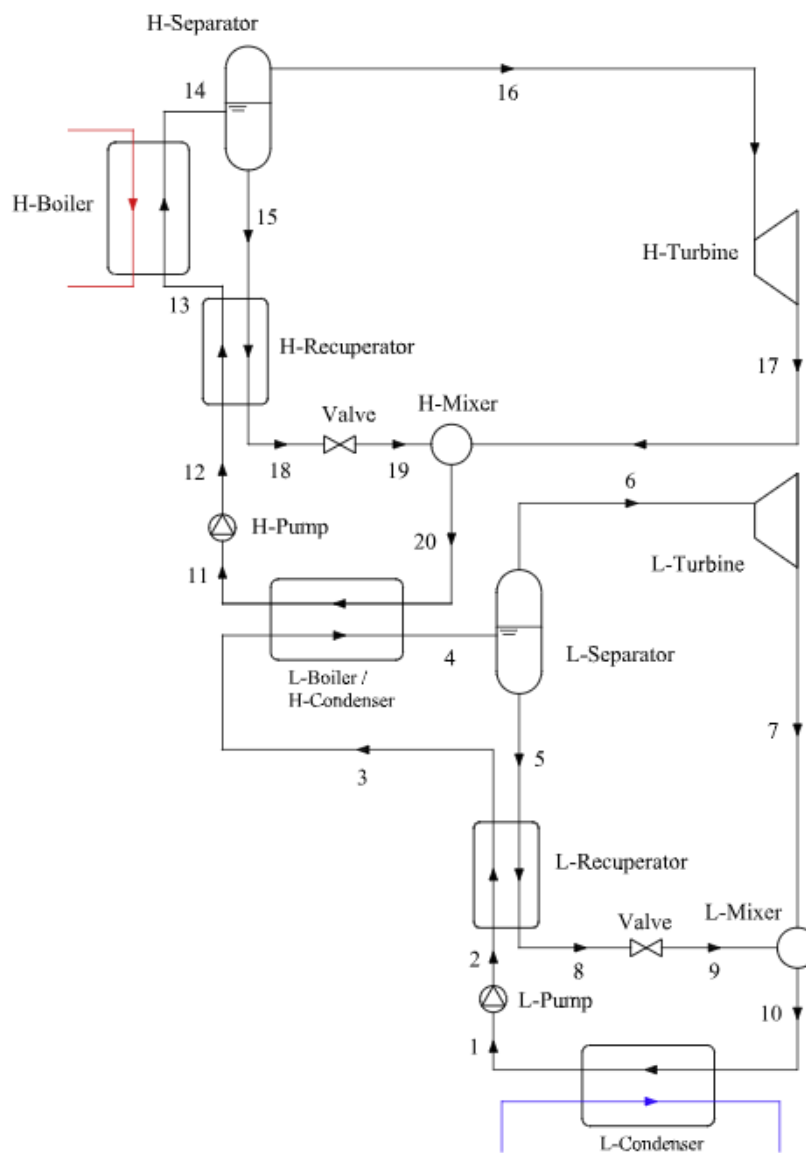 H-Separator
14
16
H-Boiler
15
H-Turbine
13
H-Recuperator
17
Valve
H-Mixer
12
18
19
6
H-Pump
20
L-Turbine
11
4
L-Separator
L-Boiler /
H-Condenser
7
5
3
L-Recuperator
L-Mixer
Valve
2
8
9
L-Pump
10
1
L-Condenser